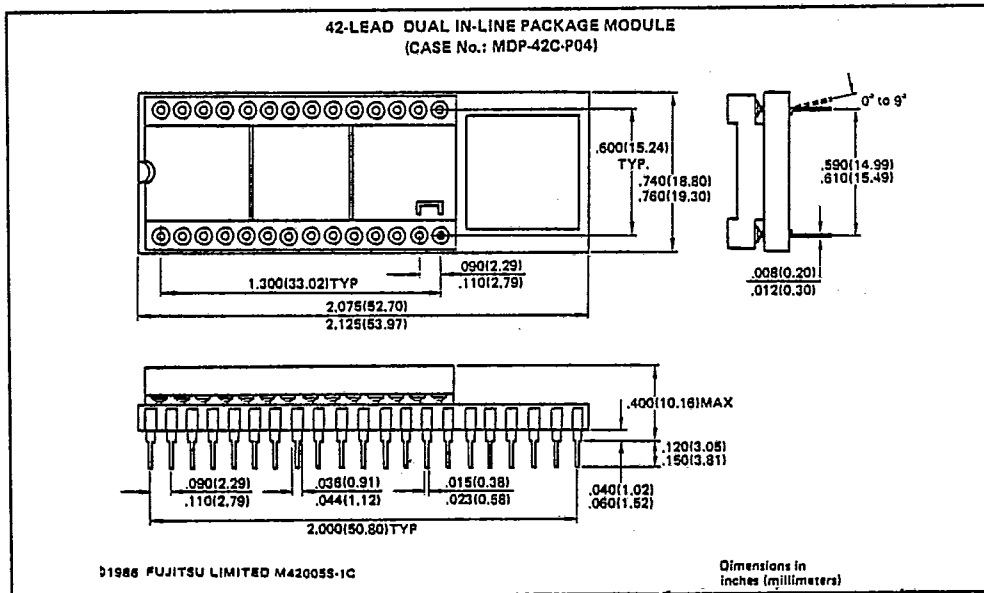 42-LEAD DUAL IN-LINE PACKAGE MODULE
(CASE No.: MDP-42C-P04)
0° to 9°
.600(15.24)
TYP.
.740(18.80)
.760(19.30)
.590(14.99)
.610(15.49)
.090(2.29)
.110(2.79)
1.300(33.02)TYP
.008(0.20)
.012(0.30)
2.075(52.70)
2.125(53.97)
.400(10.16)MAX
.120(3.05)
.150(3.81)
.090(2.29)
.110(2.79)
.036(0.91)
.044(1.12)
.015(0.38)
.023(0.58)
.040(1.02)
.060(1.52)
2.000(50.80)TYP
1986 FUJITSU LIMITED M42005S-1C
Dimensions in
inches (millimeters)